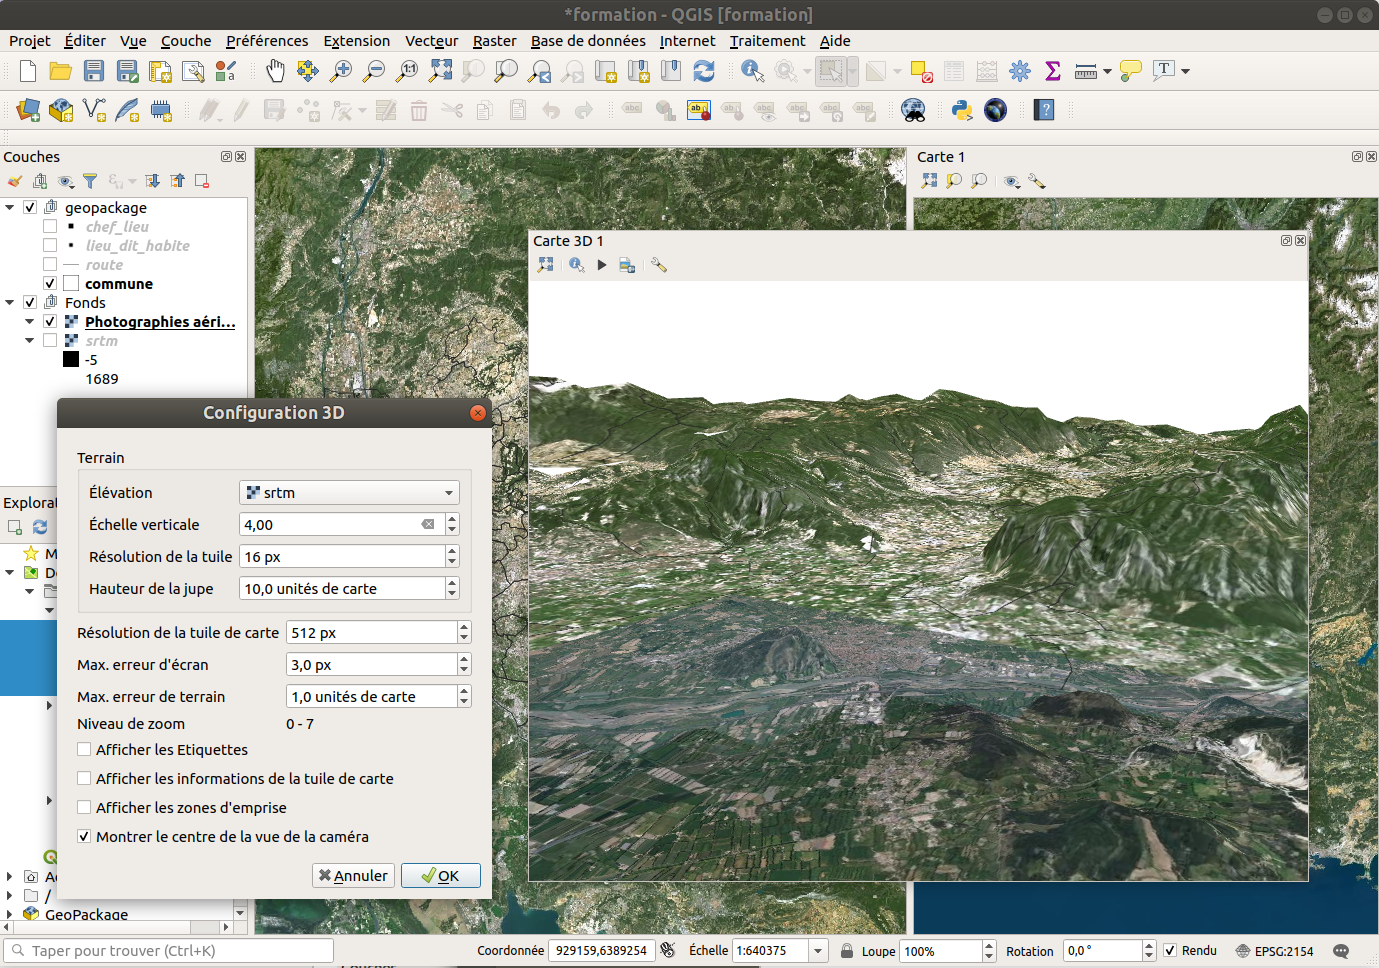 *formation - QGIS [formation]
Projet Éditer Vue Couche Préférences Extension Vecteur Raster Base de données Internet Traitement Aide
Couches
geopackage
chef_lieu
lieu_dit_habite
route
commune
Fonds
Photographies aéri...
srtm
-5
1689
Carte 1
Carte 3D 1
Configuration 3D
Terrain
Élévation srtm
Échelle verticale 4,00
Résolution de la tuile 16 px
Hauteur de la jupe 10,0 unités de carte
Résolution de la tuile de carte 512 px
Max. erreur d'écran 3,0 px
Max. erreur de terrain 1,0 unités de carte
Niveau de zoom 0 - 7
Afficher les Etiquettes
Afficher les informations de la tuile de carte
Afficher les zones d'emprise
Montrer le centre de la vue de la caméra
Annuler OK
/
GeoPackage
Taper pour trouver (Ctrl+K) Coordonnée 929159,6389254 Échelle 1:640375 Loupe 100% Rotation 0,0 ° Rendu EPSG:2154